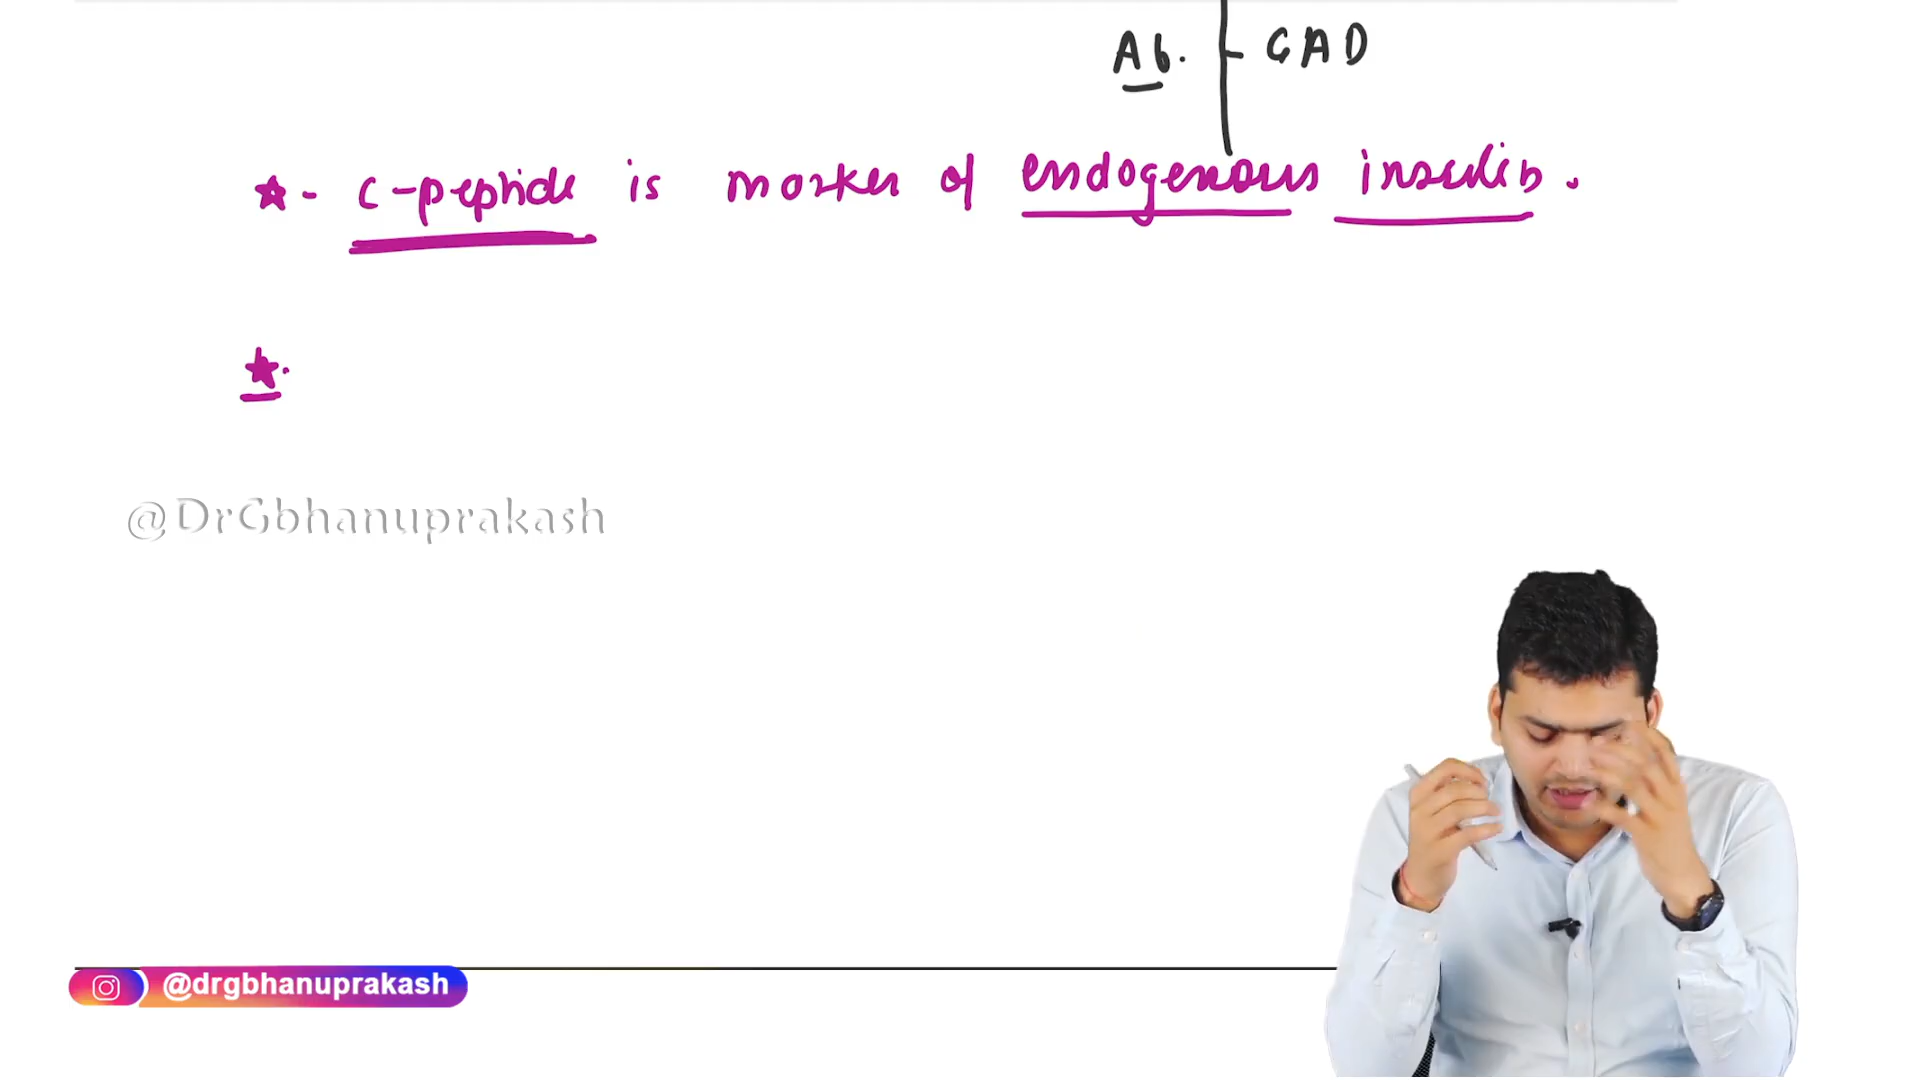 Ab. GAD
★- c-peptide is marker of endogenous insulin.
★.
@DrGbhanuprakash
@drgbhanuprakash